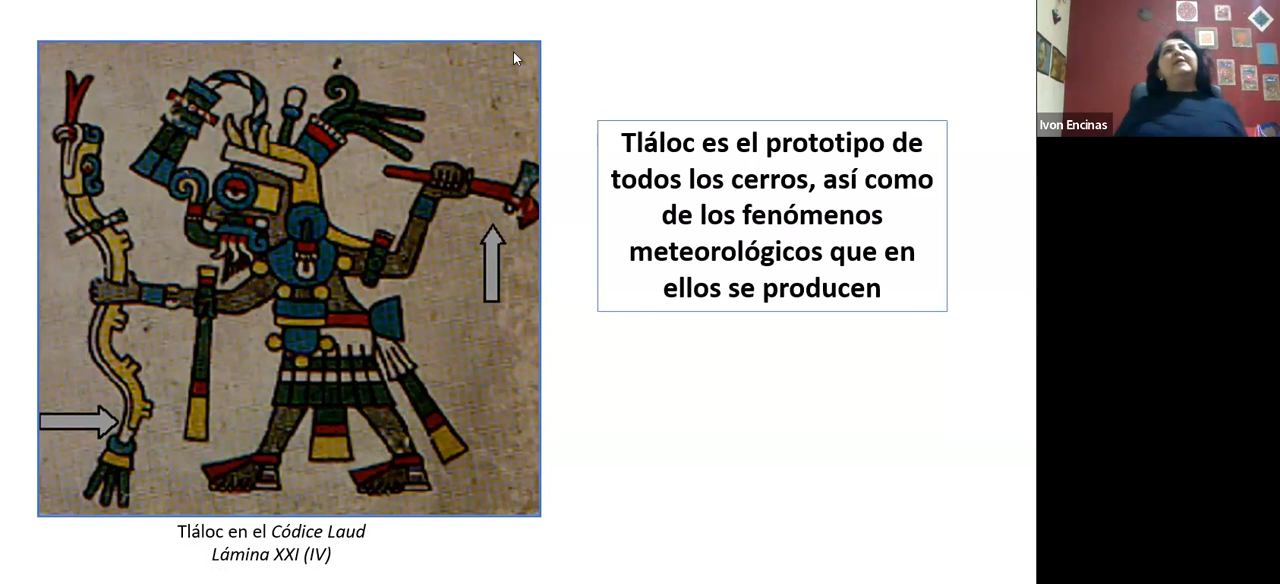 Tláloc es el prototipo de
todos los cerros, así como
de los fenómenos
meteorológicos que en
ellos se producen
Tláloc en el Códice Laud
Lámina XXI (IV)
Ivon Encinas